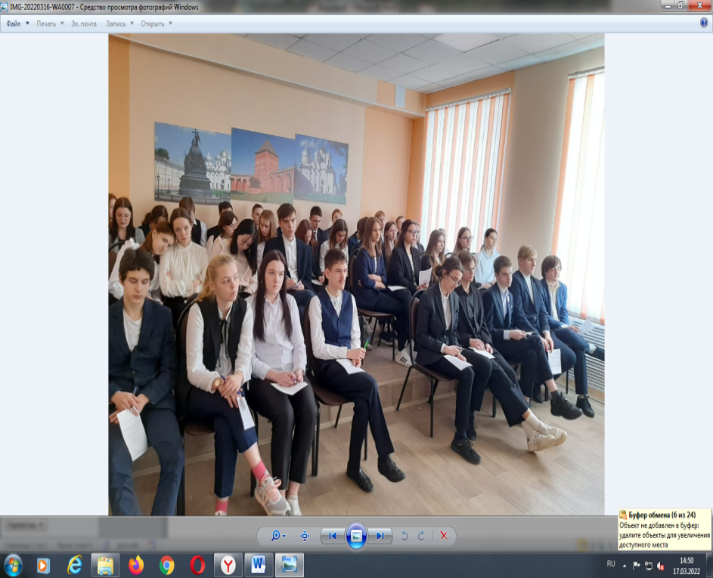 IMG-20220316-WA0007 - Средство просмотра фотографий Windows
Файл Печать Эл. почта Запись Открыть
Буфер обмена (6 из 24)
Объект не добавлен в буфер:
удалите объекты для увеличения
доступного места
RU 14:50
17.03.2022